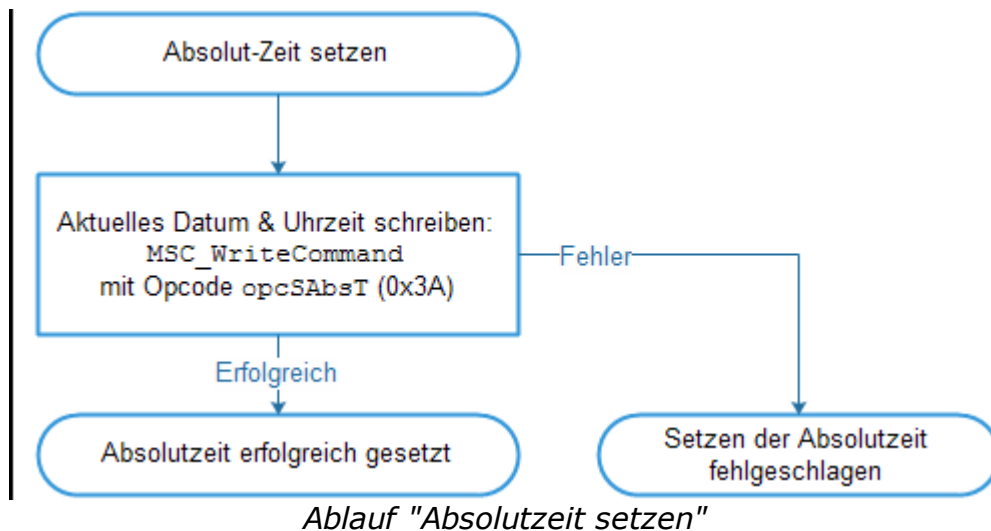 Absolut-Zeit setzen
Aktuelles Datum & Uhrzeit schreiben:
MSC_WriteCommand
mit Opcode opcSAbsT (0x3A)
Fehler
Erfolgreich
Absolutzeit erfolgreich gesetzt
Setzen der Absolutzeit
fehlgeschlagen
Ablauf "Absolutzeit setzen"